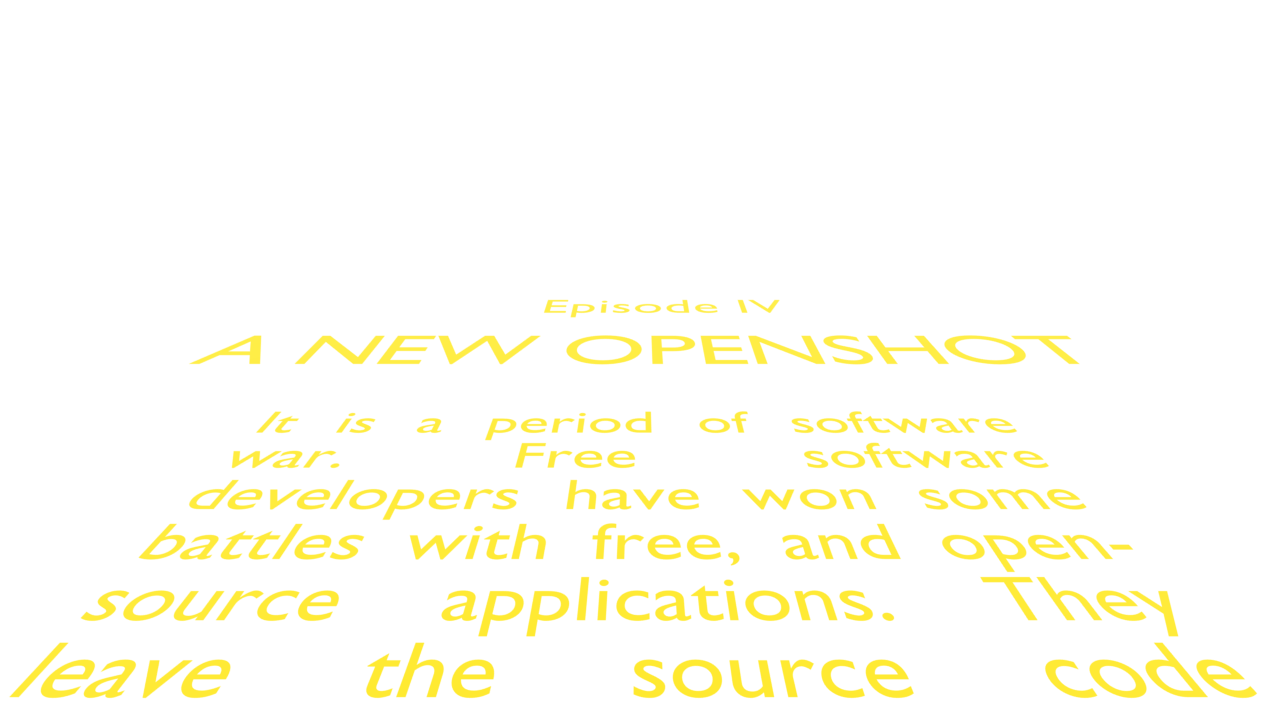 Episode IV
A NEW OPENSHOT
It is a period of software
war. Free software
developers have won some
battles with free, and open-
source applications. They
leave the source code